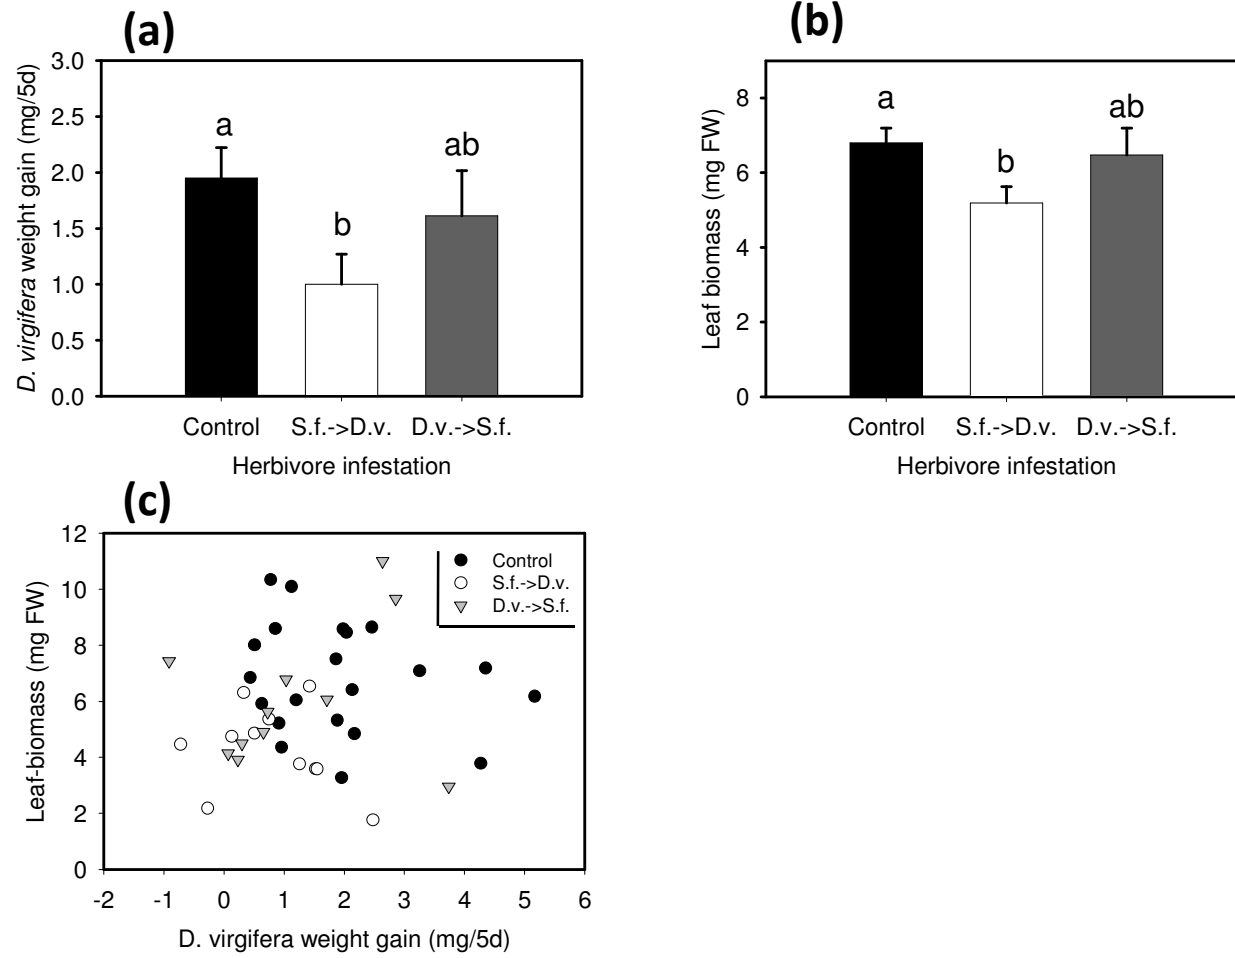 (a)
D. virgifera weight gain (mg/5d)
3.0
2.5
2.0
1.5
1.0
0.5
0.0
a
b
ab
Control S.f.->D.v. D.v.->S.f.
Herbivore infestation
(b)
Leaf biomass (mg FW)
8
6
4
2
0
a
b
ab
Control S.f.->D.v. D.v.->S.f.
Herbivore infestation
(c)
Leaf-biomass (mg FW)
12
10
8
6
4
2
0
Control
S.f.->D.v.
D.v.->S.f.
-2 -1 0 1 2 3 4 5 6
D. virgifera weight gain (mg/5d)